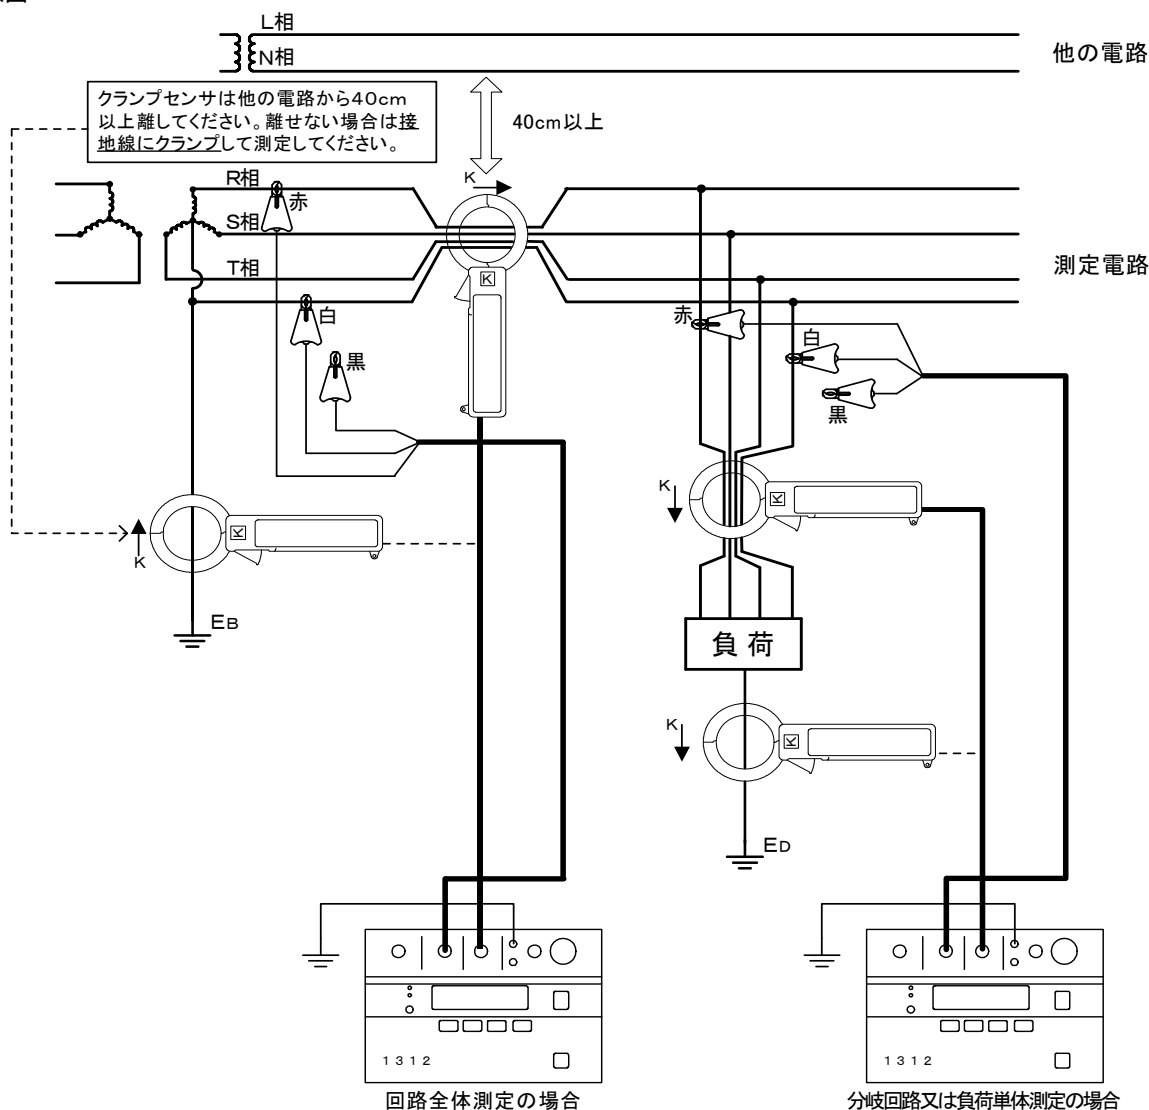 L相
N相
他の電路
クランプセンサは他の電路から40cm
以上離してください。離せない場合は接
地線にクランプして測定してください。
40cm以上
R相
赤
K
S相
T相
測定電路
K
白
黒
赤
白
黒
K
K
K
K
EB
負荷
K
K
ED
1312
1312
回路全体測定の場合
分岐回路又は負荷単体測定の場合